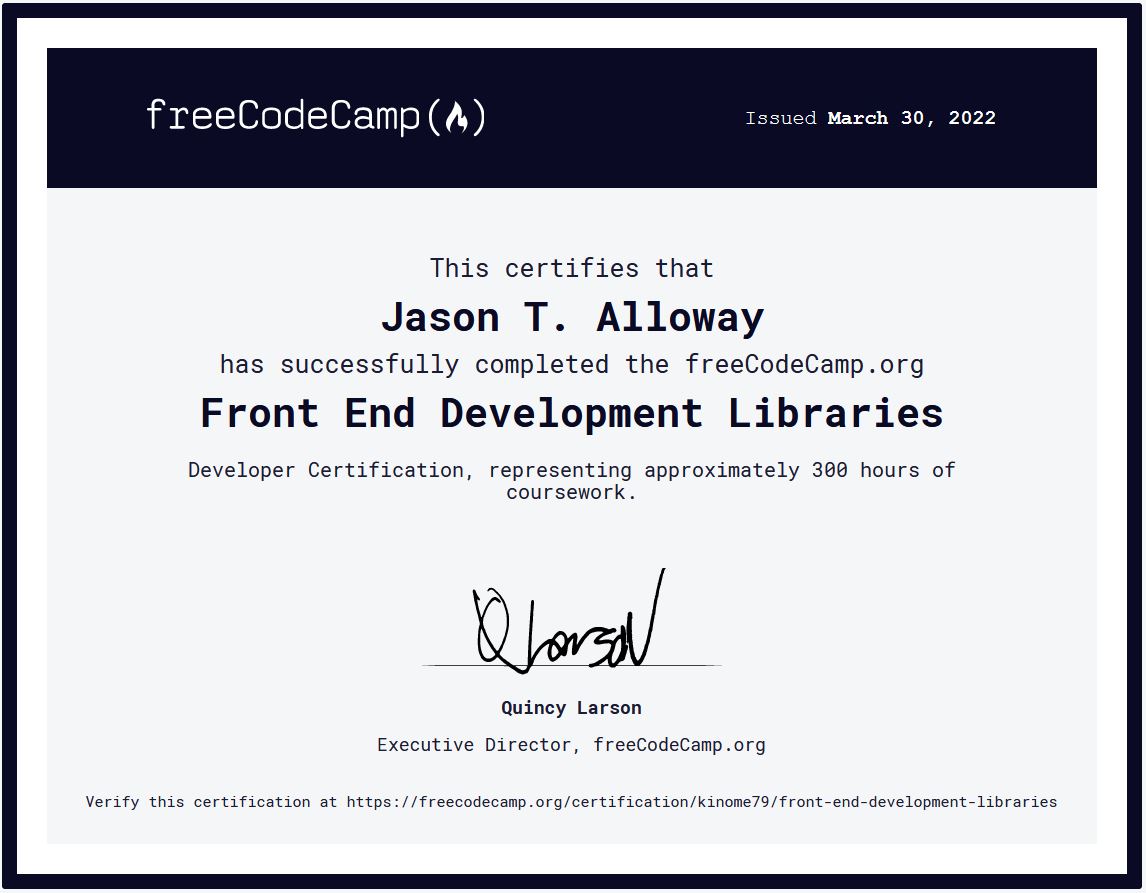 freeCodeCamp(🔥)
Issued March 30, 2022
This certifies that
Jason T. Alloway
has successfully completed the freeCodeCamp.org
Front End Development Libraries
Developer Certification, representing approximately 300 hours of
coursework.
Q Larson
Quincy Larson
Executive Director, freeCodeCamp.org
Verify this certification at https://freecodecamp.org/certification/kinome79/front-end-development-libraries